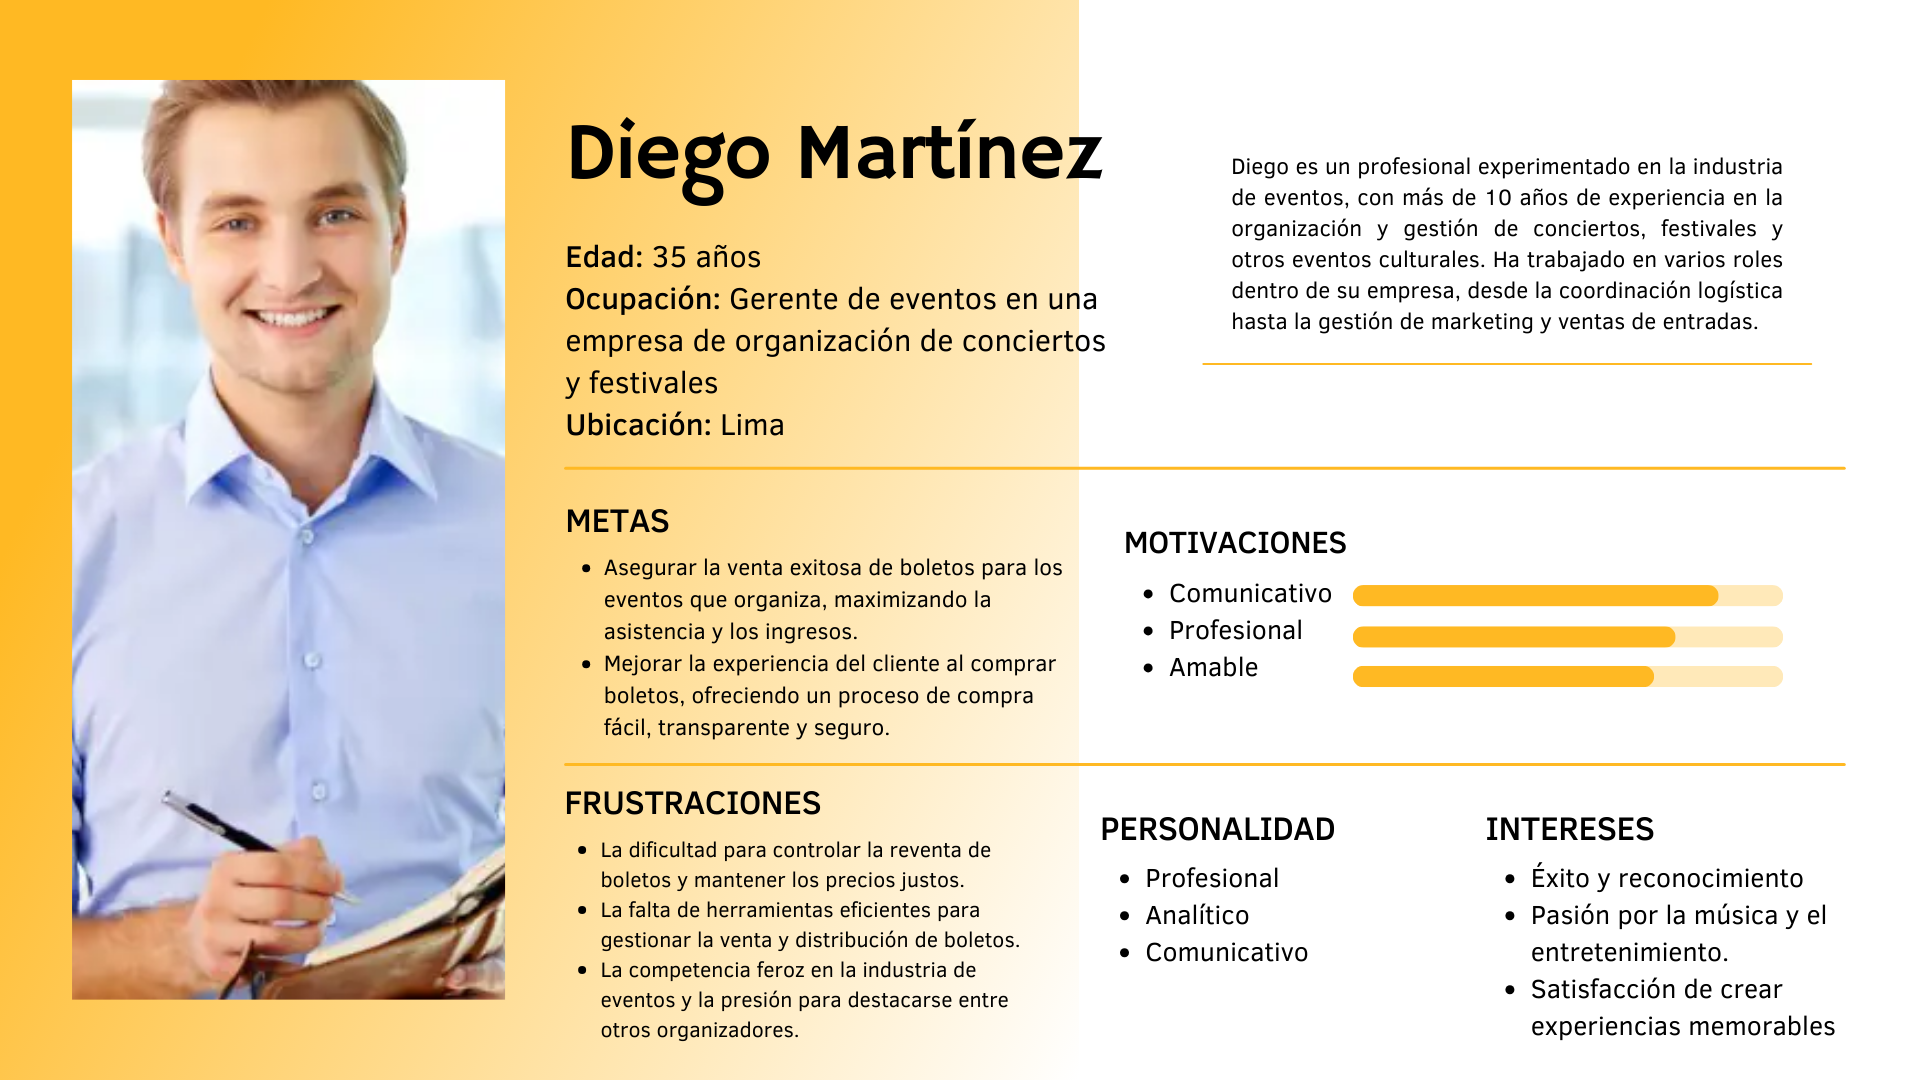 Diego Martínez
Edad: 35 años
Ocupación: Gerente de eventos en una
empresa de organización de conciertos
y festivales
Ubicación: Lima
Diego es un profesional experimentado en la industria
de eventos, con más de 10 años de experiencia en la
organización y gestión de conciertos, festivales y
otros eventos culturales. Ha trabajado en varios roles
dentro de su empresa, desde la coordinación logística
hasta la gestión de marketing y ventas de entradas.
METAS
• Asegurar la venta exitosa de boletos para los
eventos que organiza, maximizando la
asistencia y los ingresos.
• Mejorar la experiencia del cliente al comprar
boletos, ofreciendo un proceso de compra
fácil, transparente y seguro.
MOTIVACIONES
• Comunicativo
• Profesional
• Amable
FRUSTRACIONES
• La dificultad para controlar la reventa de
boletos y mantener los precios justos.
• La falta de herramientas eficientes para
gestionar la venta y distribución de boletos.
• La competencia feroz en la industria de
eventos y la presión para destacarse entre
otros organizadores.
PERSONALIDAD
• Profesional
• Analítico
• Comunicativo
INTERESES
• Éxito y reconocimiento
• Pasión por la música y el
entretenimiento.
• Satisfacción de crear
experiencias memorables